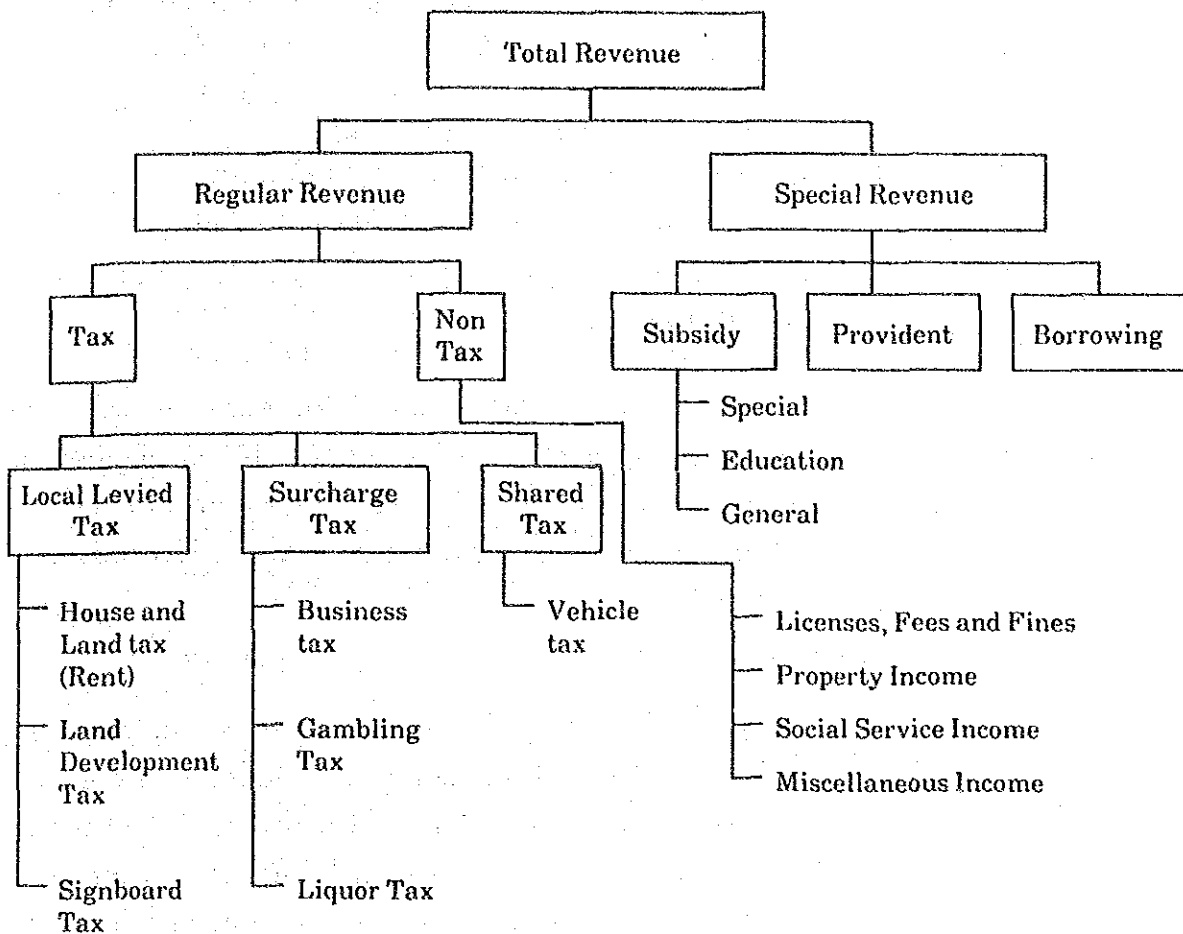 Total Revenue
Regular Revenue
Special Revenue
Tax
Non
Tax
Subsidy
Provident
Borrowing
Special
Education
General
Local Levied
Tax
Surcharge
Tax
Shared
Tax
House and
Land tax
(Rent)
Land
Development
Tax
Signboard
Tax
Business
tax
Gambling
Tax
Liquor Tax
Vehicle
tax
Licenses, Fees and Fines
Property Income
Social Service Income
Miscellaneous Income